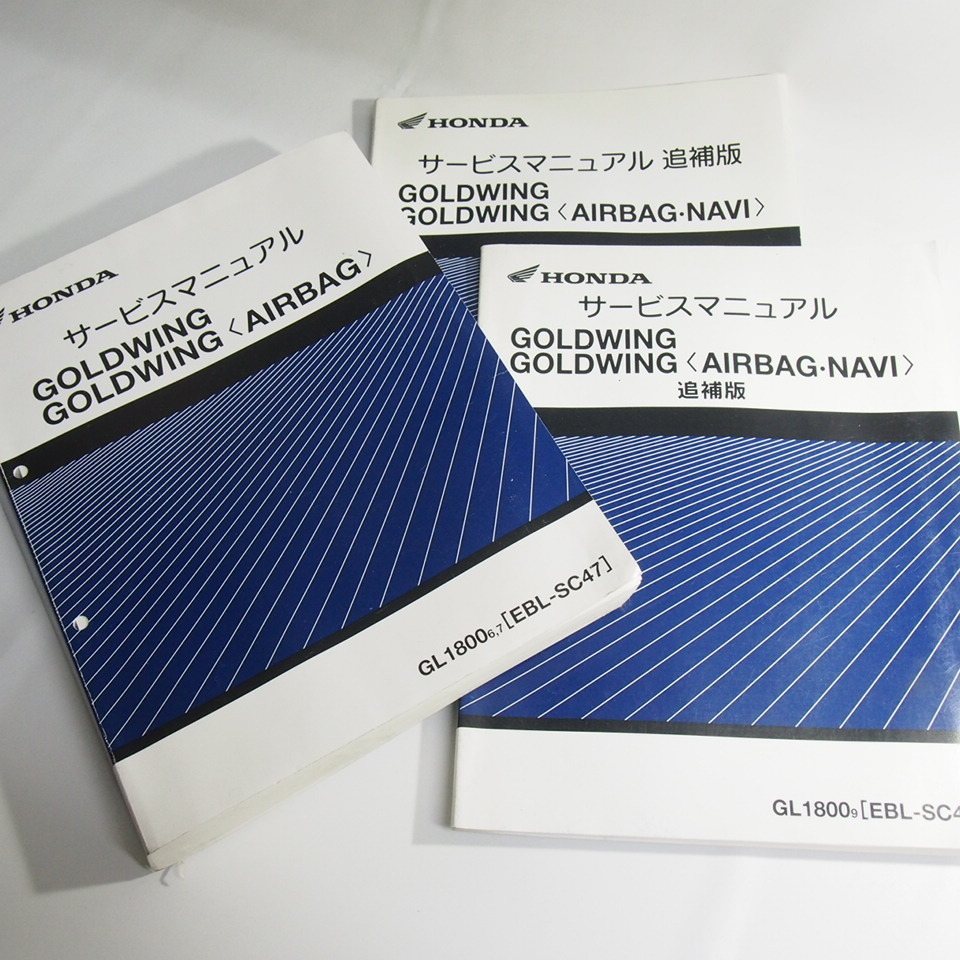 HONDA
サービスマニュアル
GOLDWING
GOLDWING〈AIRBAG〉
GL1800₆,₇[EBL-SC47]
HONDA
サービスマニュアル 追補版
GOLDWING
GOLDWING〈AIRBAG·NAVI〉
HONDA
サービスマニュアル
GOLDWING
GOLDWING〈AIRBAG·NAVI〉
追補版
GL1800₉[EBL-SC4